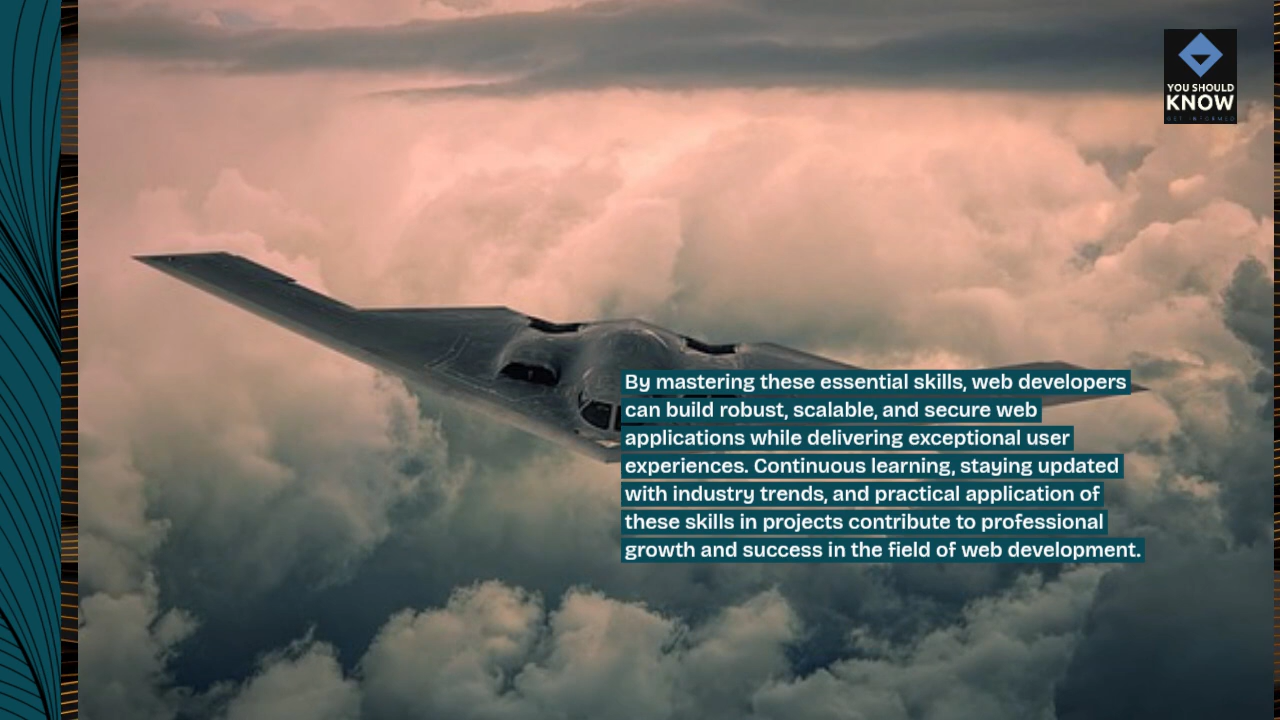 YOU SHOULD
KNOW
GET INFORMED
By mastering these essential skills, web developers
can build robust, scalable, and secure web
applications while delivering exceptional user
experiences. Continuous learning, staying updated
with industry trends, and practical application of
these skills in projects contribute to professional
growth and success in the field of web development.